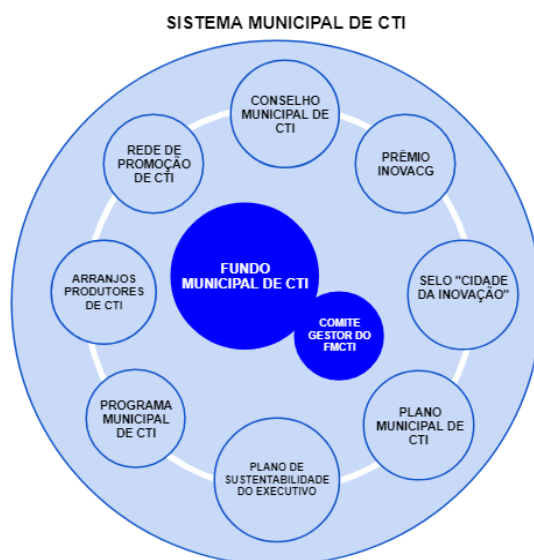 SISTEMA MUNICIPAL DE CTI
CONSELHO
MUNICIPAL DE
CTI
REDE DE
PROMOÇÃO
DE CTI
PRÊMIO
INOVACG
FUNDO
MUNICIPAL DE CTI
ARRANJOS
PRODUTORES
DE CTI
SELO "CIDADE
DA INOVAÇÃO"
COMITE
GESTOR DO
FMCTI
PROGRAMA
MUNICIPAL
DE CTI
PLANO
MUNICIPAL DE
CTI
PLANO DE
SUSTENTABILIDADE
DO EXECUTIVO